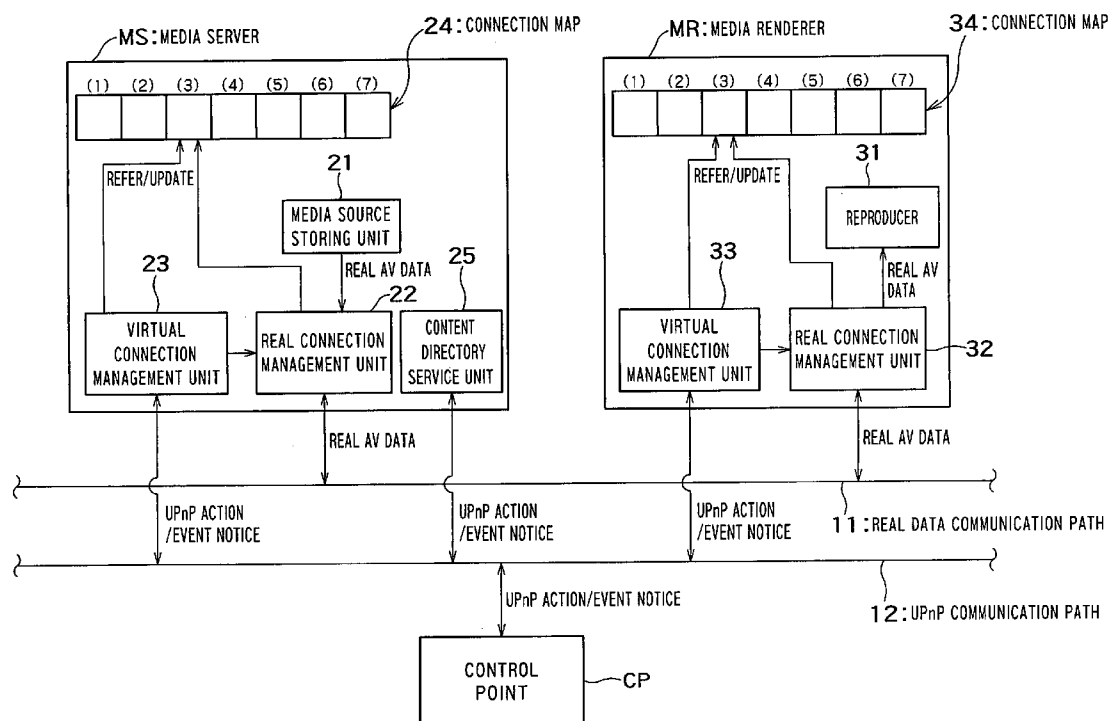 MS: MEDIA SERVER
24: CONNECTION MAP
(1) (2) (3) (4) (5) (6) (7)
REFER/UPDATE
21
MEDIA SOURCE
STORING UNIT
REAL AV DATA
23
22
25
VIRTUAL
CONNECTION
MANAGEMENT UNIT
REAL CONNECTION
MANAGEMENT UNIT
CONTENT
DIRECTORY
SERVICE UNIT
REAL AV DATA
MR: MEDIA RENDERER
34: CONNECTION MAP
(1) (2) (3) (4) (5) (6) (7)
REFER/UPDATE
31
REPRODUCER
REAL AV
DATA
33
VIRTUAL
CONNECTION
MANAGEMENT UNIT
REAL CONNECTION
MANAGEMENT UNIT
32
REAL AV DATA
UPnP ACTION
/EVENT NOTICE
UPnP ACTION
/EVENT NOTICE
UPnP ACTION
/EVENT NOTICE
11: REAL DATA COMMUNICATION PATH
UPnP ACTION/EVENT NOTICE
12: UPnP COMMUNICATION PATH
CONTROL
POINT
CP